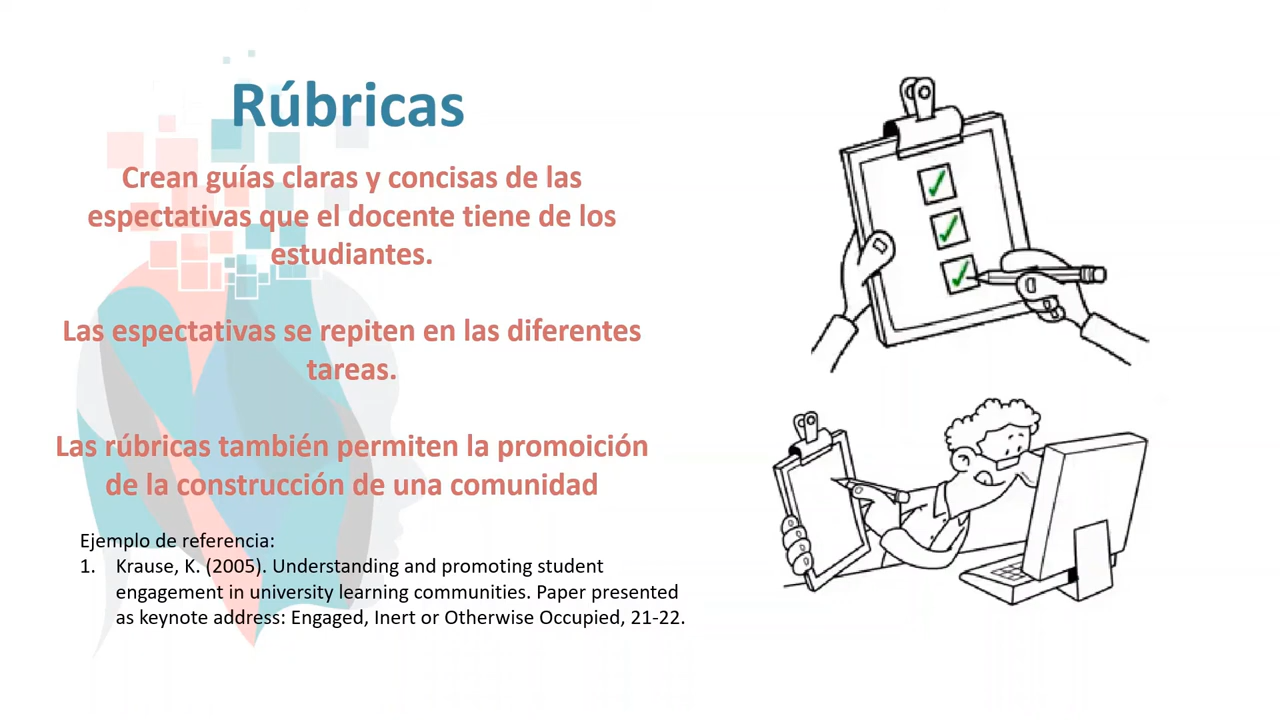 Rúbricas
Crean guías claras y concisas de las
espectativas que el docente tiene de los
estudiantes.
Las espectativas se repiten en las diferentes
tareas.
Las rúbricas también permiten la promoición
de la construcción de una comunidad
Ejemplo de referencia:
1. Krause, K. (2005). Understanding and promoting student
engagement in university learning communities. Paper presented
as keynote address: Engaged, Inert or Otherwise Occupied, 21-22.